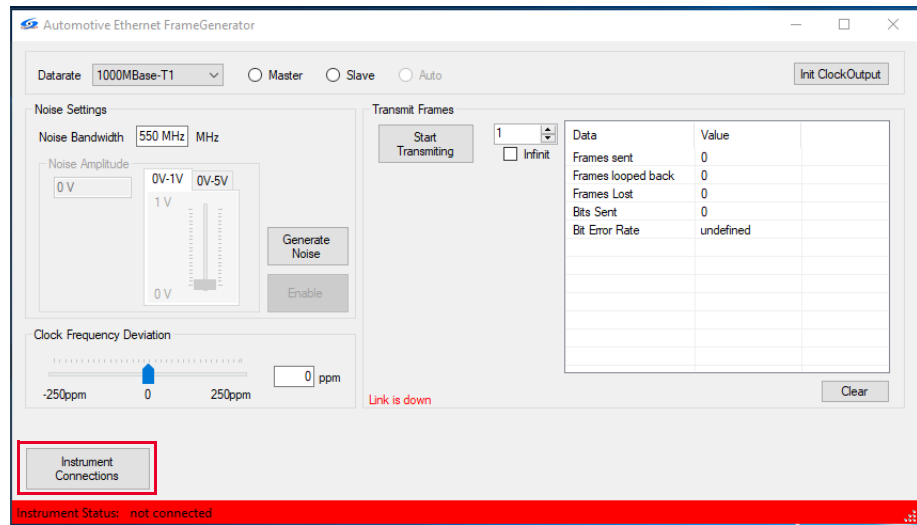 Automotive Ethernet FrameGenerator
Datarate 1000MBase-T1 Master Slave Auto Init ClockOutput
Noise Settings
Noise Bandwidth 550 MHz MHz
Noise Amplitude
0 V
0V-1V 0V-5V
1 V
0 V
Generate
Noise
Enable
Clock Frequency Deviation
-250ppm 0 250ppm
0 ppm
Transmit Frames
Start
Transmiting
1
Infinit
Data Value
Frames sent 0
Frames looped back 0
Frames Lost 0
Bits Sent 0
Bit Error Rate undefined
Link is down
Clear
Instrument
Connections
Instrument Status: not connected